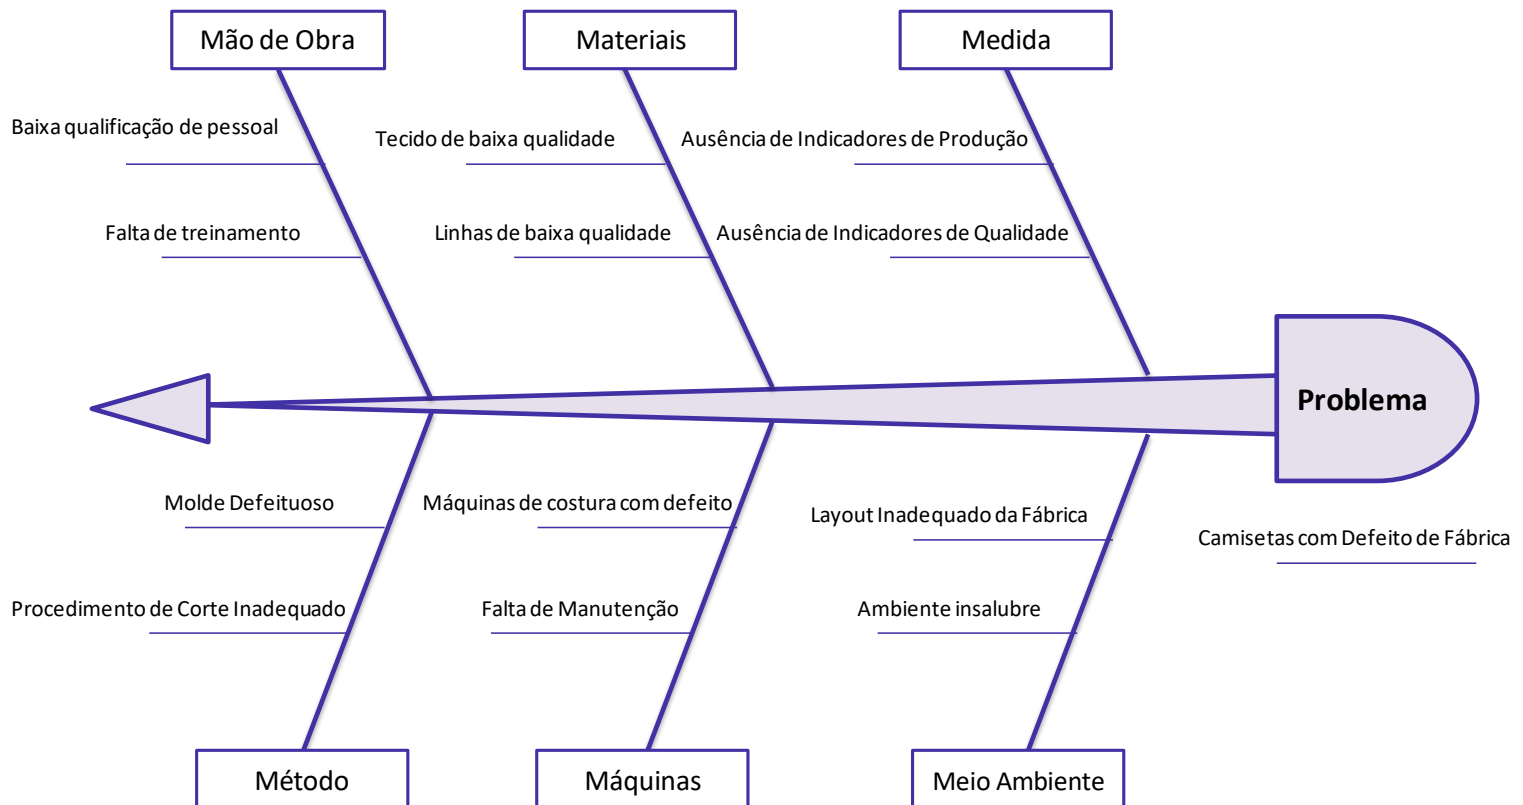 Mão de Obra
Materiais
Medida
Baixa qualificação de pessoal
Tecido de baixa qualidade
Ausência de Indicadores de Produção
Falta de treinamento
Linhas de baixa qualidade
Ausência de Indicadores de Qualidade
Problema
Molde Defeituoso
Máquinas de costura com defeito
Layout Inadequado da Fábrica
Camisetas com Defeito de Fábrica
Procedimento de Corte Inadequado
Falta de Manutenção
Ambiente insalubre
Método
Máquinas
Meio Ambiente